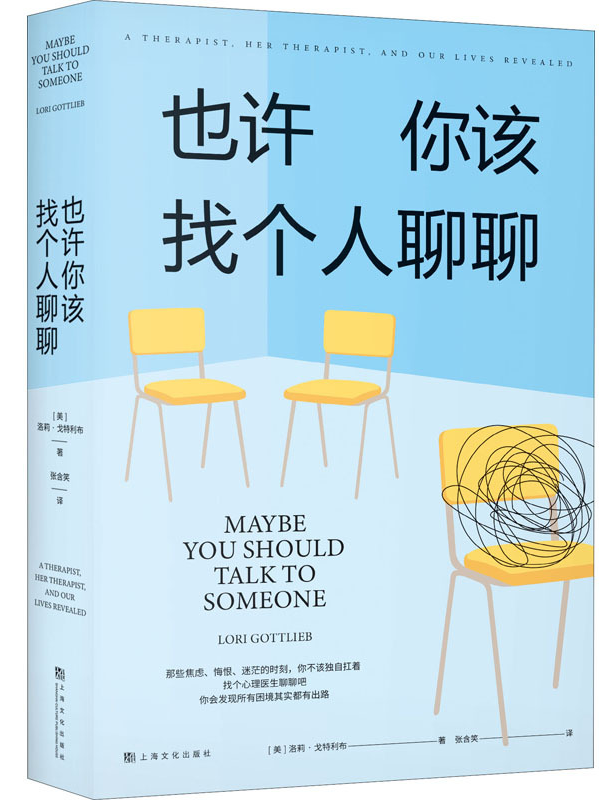 MAYBE
YOU SHOULD
TALK TO
SOMEONE
LORI GOTTLIEB
也许你该
找个人聊聊
[美]
洛莉·戈特利布
著
张含笑
译
A THERAPIST,
HER THERAPIST,
AND OUR
LIVES REVEALED
上海文化出版社
A THERAPIST, HER THERAPIST, AND OUR LIVES REVEALED
也许 你该
找个人聊聊
MAYBE
YOU SHOULD
TALK TO
SOMEONE
LORI GOTTLIEB
那些焦虑、悔恨、迷茫的时刻，你不该独自扛着
找个心理医生聊聊吧
你会发现所有困境其实都有出路
上海文化出版社
[美]洛莉·戈特利布 著 张含笑 译